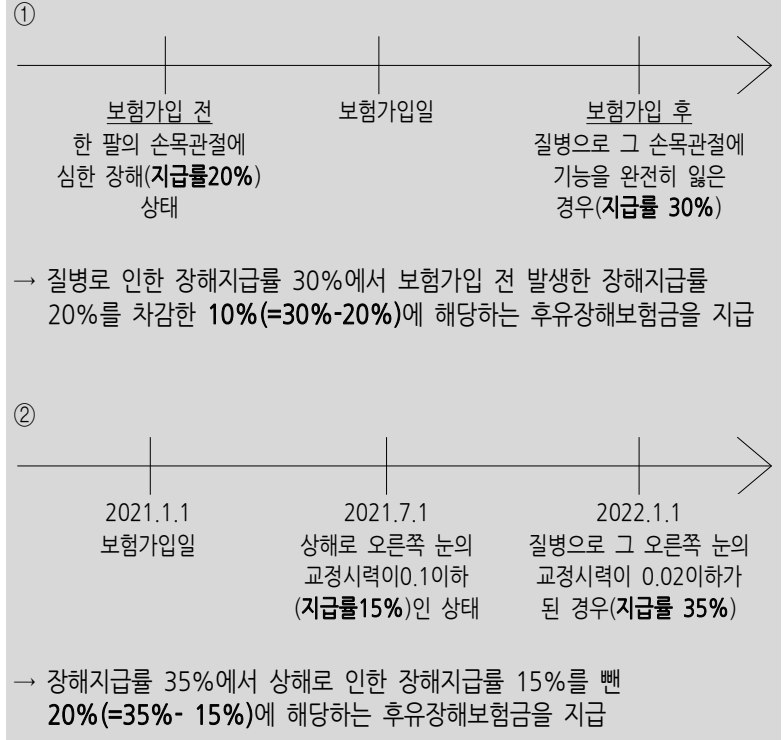 ①
보험가입 전
한 팔의 손목관절에
심한 장해(지급률20%)
상태
보험가입일
보험가입 후
질병으로 그 손목관절에
기능을 완전히 잃은
경우(지급률 30%)
→ 질병로 인한 장해지급률 30%에서 보험가입 전 발생한 장해지급률
20%를 차감한 10%(=30%-20%)에 해당하는 후유장해보험금을 지급
②
2021.1.1
보험가입일
2021.7.1
상해로 오른쪽 눈의
교정시력이0.1이하
(지급률15%)인 상태
2022.1.1
질병으로 그 오른쪽 눈의
교정시력이 0.02이하가
된 경우(지급률 35%)
→ 장해지급률 35%에서 상해로 인한 장해지급률 15%를 뺀
20%(=35%- 15%)에 해당하는 후유장해보험금을 지급